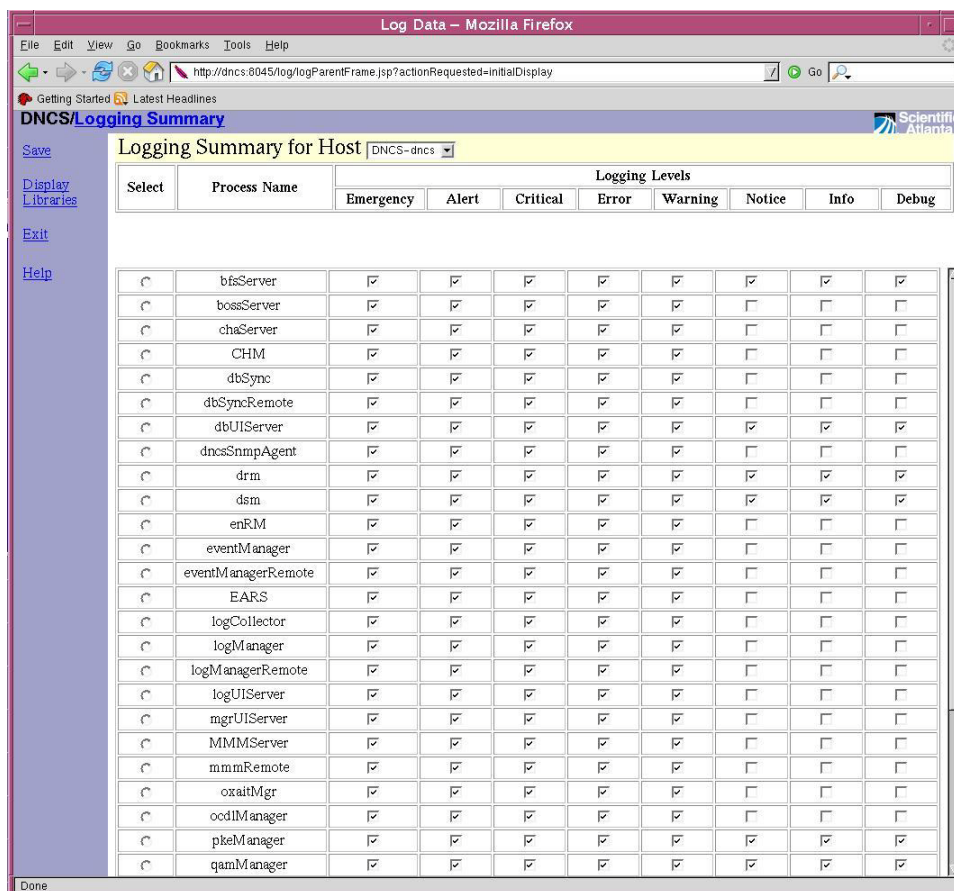 Log Data – Mozilla Firefox
File Edit View Go Bookmarks Tools Help
http://dncs:8045/log/logParentFrame.jsp?actionRequested=initialDisplay Go
Getting Started Latest Headlines
DNCS/Logging Summary
Scientific
Atlanta
Save
Display
Libraries
Exit
Help
Logging Summary for Host DNCS-dncs
Select Process Name Logging Levels
Emergency Alert Critical Error Warning Notice Info Debug
bfsServer
bossServer
chaServer
CHM
dbSync
dbSyncRemote
dbUIServer
dncsSnmpAgent
drm
dsm
enRM
eventManager
eventManagerRemote
EARS
logCollector
logManager
logManagerRemote
logUIServer
mgrUIServer
MMMServer
mmmRemote
oxaitMgr
ocdlManager
pkeManager
qamManager
Done